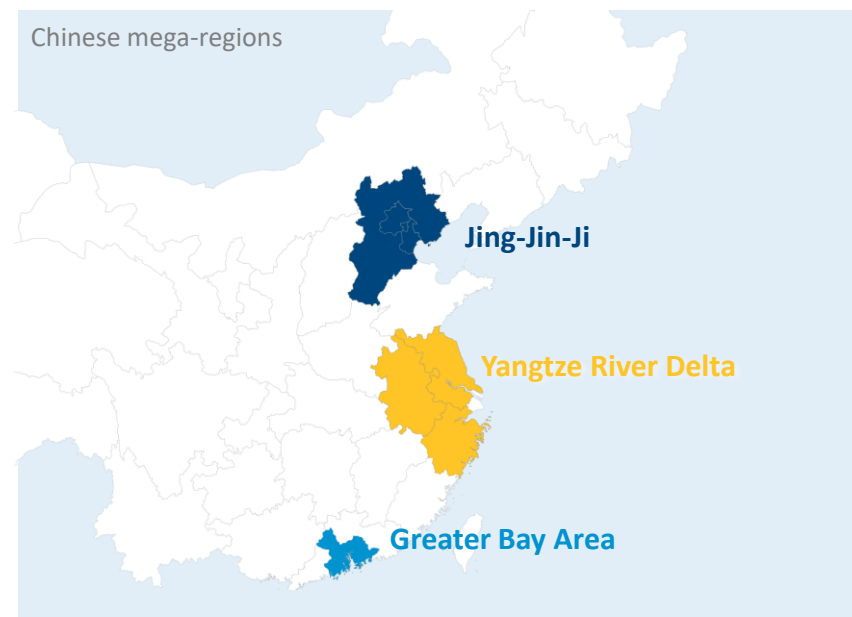 Chinese mega-regions
Jing-Jin-Ji
Yangtze River Delta
Greater Bay Area